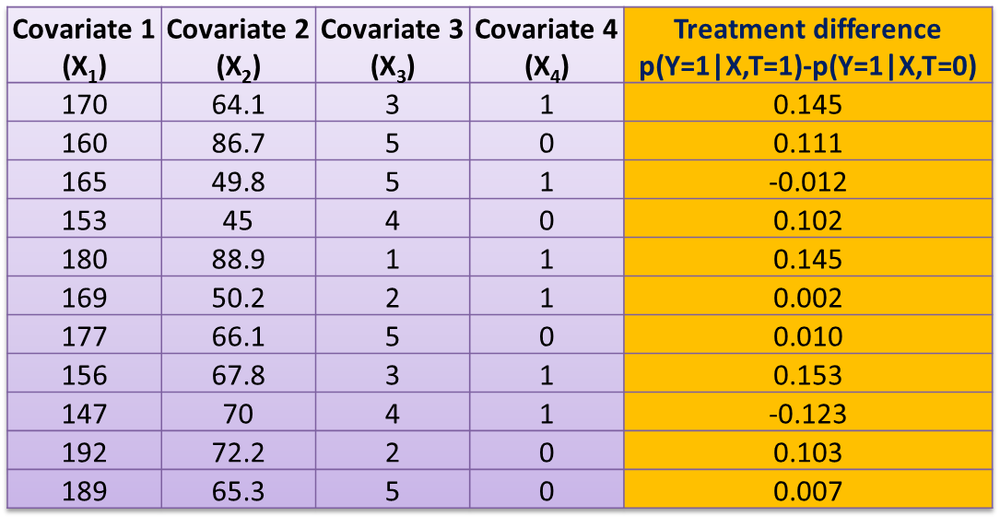 Covariate 1 Covariate 2 Covariate 3 Covariate 4 Treatment difference
(X1) (X2) (X3) (X4) p(Y=1|X,T=1)-p(Y=1|X,T=0)
170 64.1 3 1 0.145
160 86.7 5 0 0.111
165 49.8 5 1 -0.012
153 45 4 0 0.102
180 88.9 1 1 0.145
169 50.2 2 1 0.002
177 66.1 5 0 0.010
156 67.8 3 1 0.153
147 70 4 1 -0.123
192 72.2 2 0 0.103
189 65.3 5 0 0.007